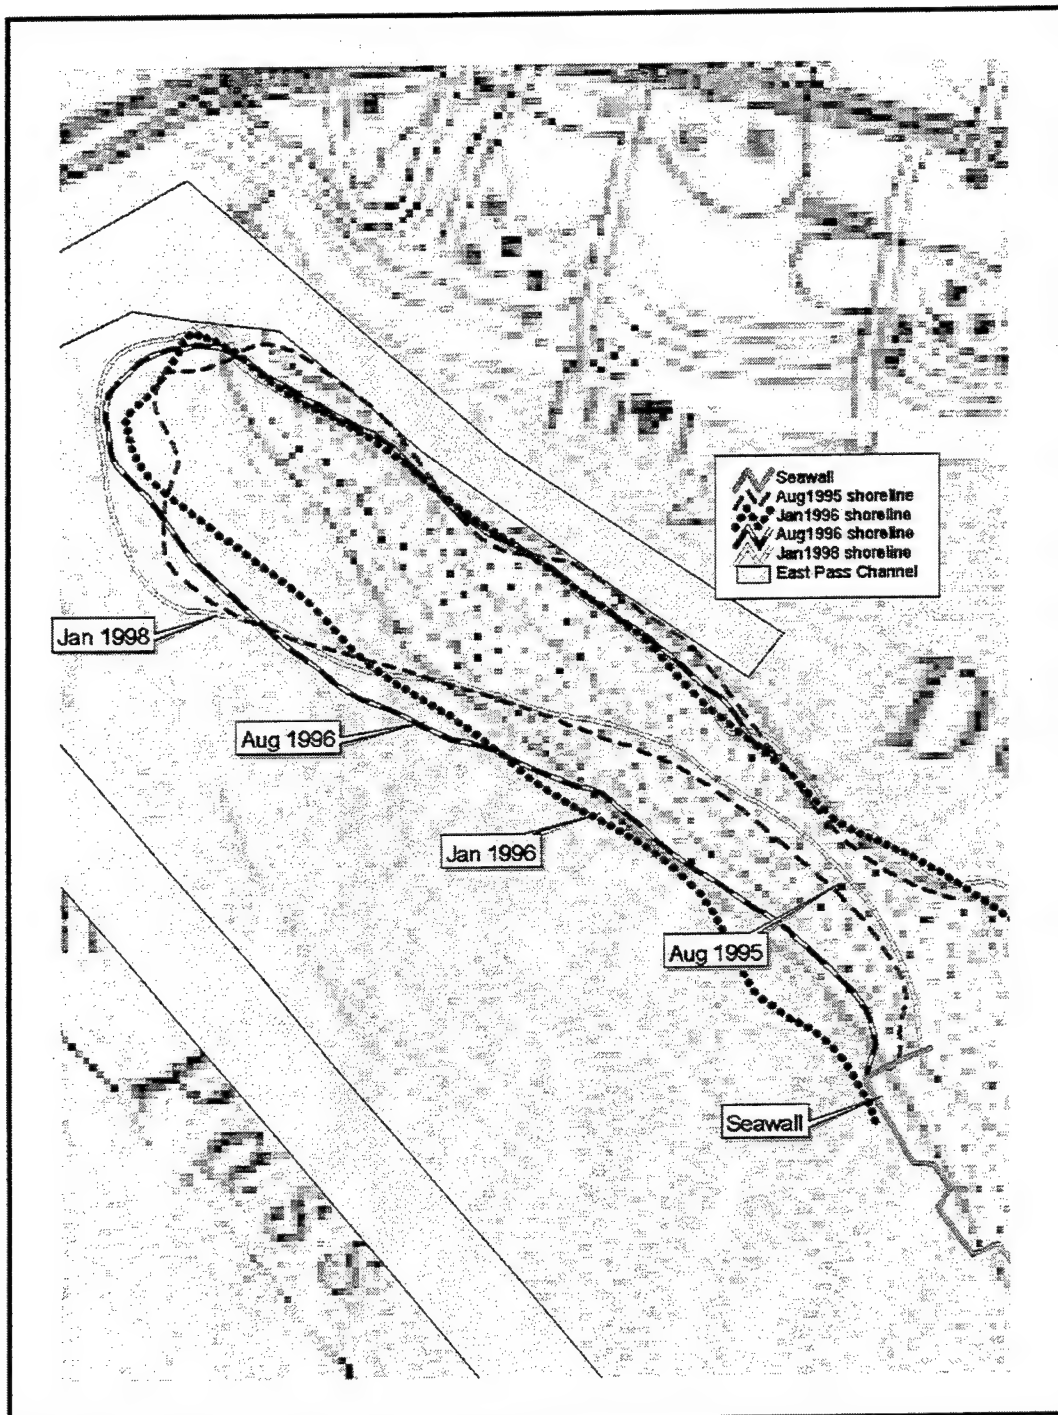 Seawall
Aug1995 shoreline
Jan1996 shoreline
Aug1996 shoreline
Jan1998 shoreline
East Pass Channel
Jan 1998
Aug 1996
Jan 1996
Aug 1995
Seawall